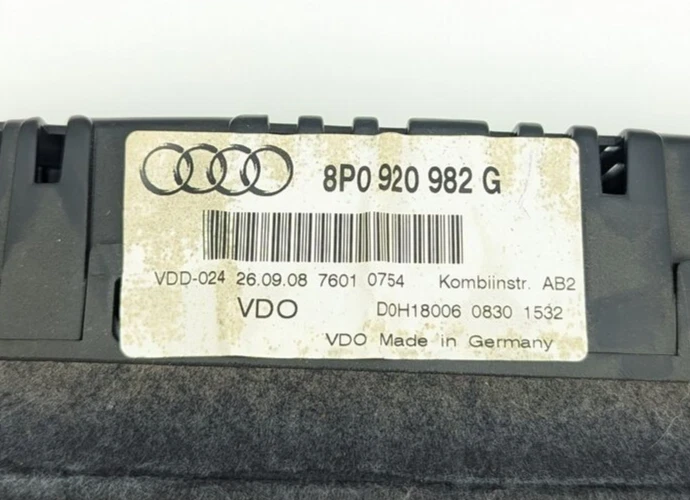 8P0 920 982 G
VDD-024 26.09.08 7601 0754 Kombiinstr. AB2
VDO D0H18006 0830 1532
VDO Made in Germany